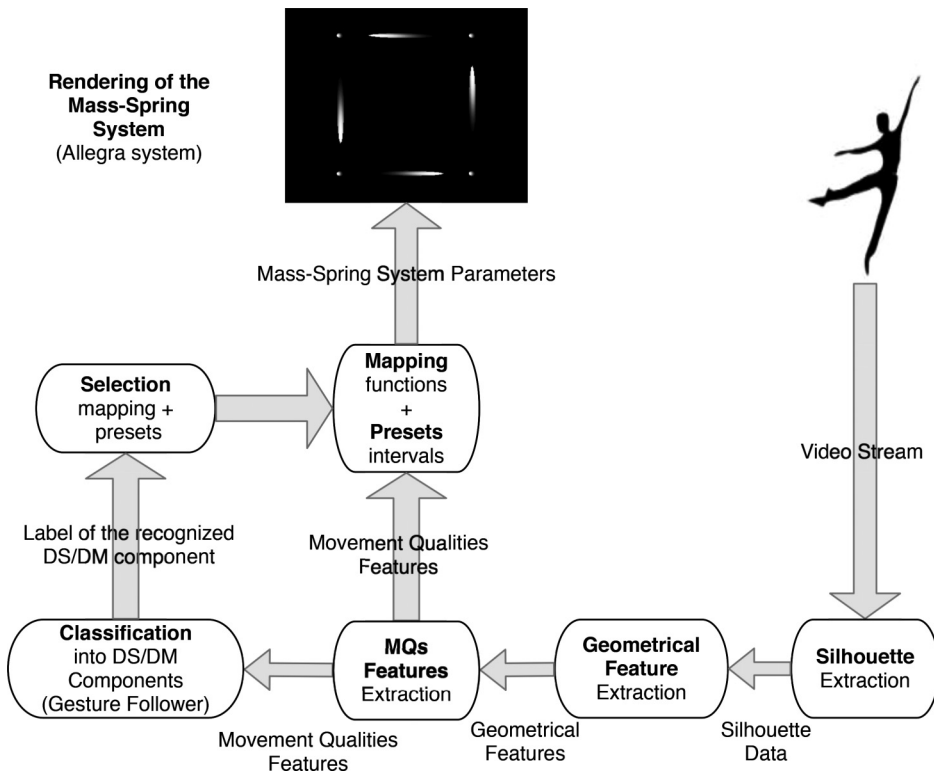 Rendering of the
Mass-Spring
System
(Allegra system)
Mass-Spring System Parameters
Selection
mapping +
presets
Mapping
functions
+
Presets
intervals
Video Stream
Label of the recognized
DS/DM component
Movement Qualities
Features
Classification
into DS/DM
Components
(Gesture Follower)
MQs
Features
Extraction
Geometrical
Feature
Extraction
Silhouette
Extraction
Movement Qualities
Features
Geometrical
Features
Silhouette
Data